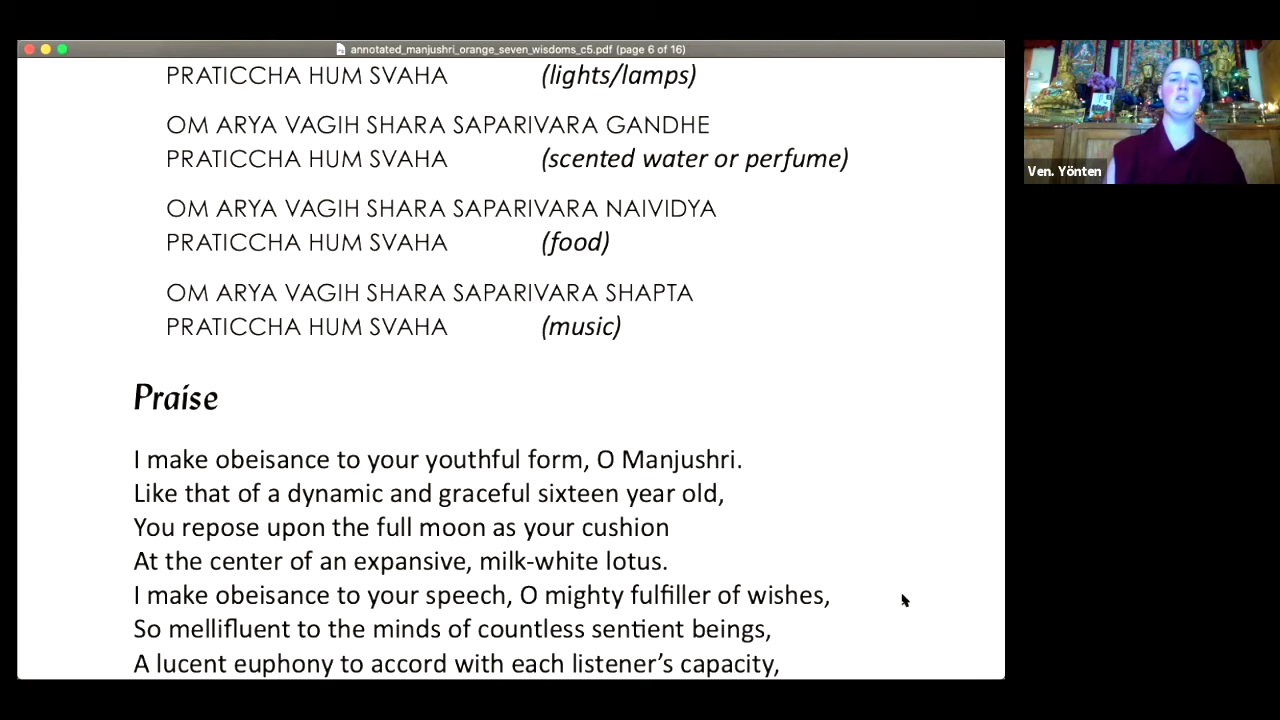 annotated_manjushri_orange_seven_wisdoms_c5.pdf (page 6 of 16)
PRATICCHA HUM SVAHA (lights/lamps)
OM ARYA VAGIH SHARA SAPARIVARA GANDHE
PRATICCHA HUM SVAHA (scented water or perfume)
OM ARYA VAGIH SHARA SAPARIVARA NAIVIDYA
PRATICCHA HUM SVAHA (food)
OM ARYA VAGIH SHARA SAPARIVARA SHAPTA
PRATICCHA HUM SVAHA (music)
Praise
I make obeisance to your youthful form, O Manjushri.
Like that of a dynamic and graceful sixteen year old,
You repose upon the full moon as your cushion
At the center of an expansive, milk-white lotus.
I make obeisance to your speech, O mighty fulfiller of wishes,
So mellifluent to the minds of countless sentient beings,
A lucent euphony to accord with each listener’s capacity,
Ven. Yönten